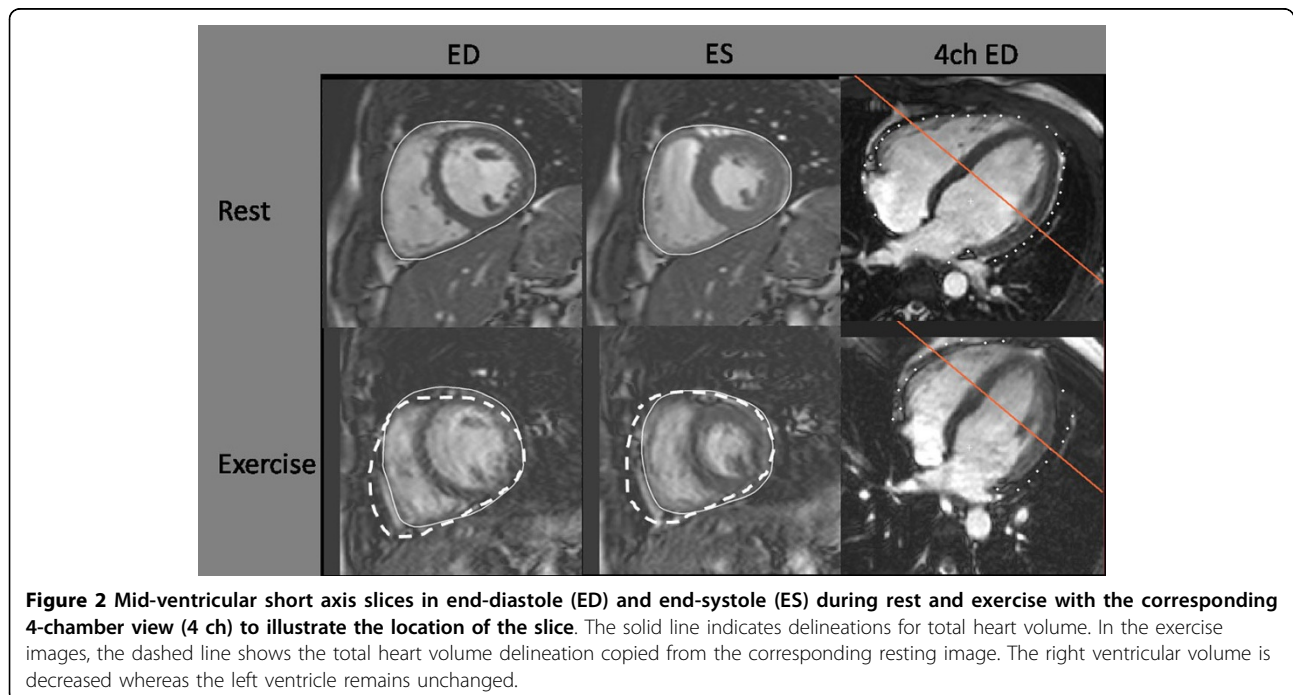 ED ES 4ch ED
Rest
Exercise
Figure 2 Mid-ventricular short axis slices in end-diastole (ED) and end-systole (ES) during rest and exercise with the corresponding
4-chamber view (4 ch) to illustrate the location of the slice. The solid line indicates delineations for total heart volume. In the exercise
images, the dashed line shows the total heart volume delineation copied from the corresponding resting image. The right ventricular volume is
decreased whereas the left ventricle remains unchanged.